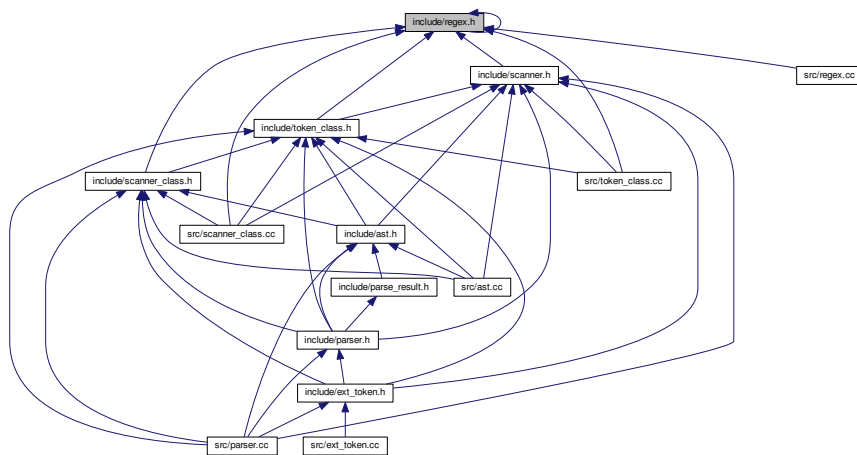 include/regex.h
include/scanner.h
src/regex.cc
include/token_class.h
include/scanner_class.h
src/token_class.cc
src/scanner_class.cc
include/ast.h
include/parse_result.h
src/ast.cc
include/parser.h
include/ext_token.h
src/parser.cc
src/ext_token.cc